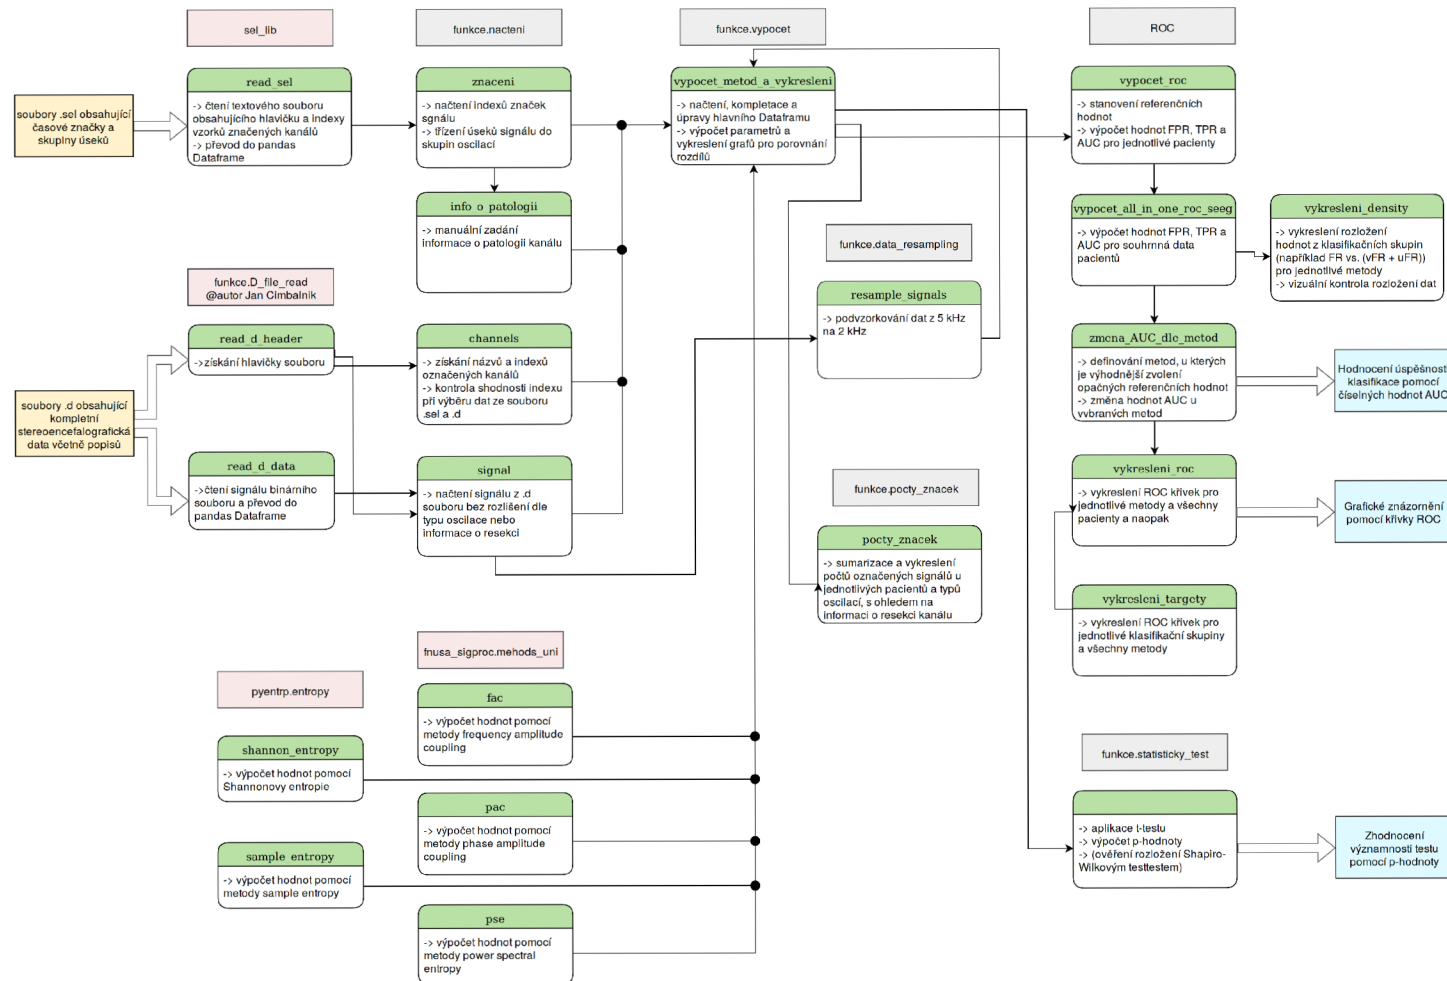 sel_lib
funkce.nacteni
funkce.vypocet
ROC
soubory .sel obsahující
časové značky a
skupiny úseků
read_sel
-> čtení textového souboru
obsahujícího hlavičku a indexy
vzorků značených kanálů
-> převod do pandas
Dataframe
znaceni
-> načtení indexů značek
sgnálu
-> třízení úseků signálu do
skupin oscilací
info_o_patologii
-> manuální zadání
informace o patologii kanálu
vypocet_metod_a_vykresleni
-> načtení, kompletace a
úpravy hlavního Dataframu
-> výpočet parametrů a
vykreslení grafů pro porovnání
rozdílů
vypocet_roc
-> stanovení referenčních
hodnot
-> výpočet hodnot FPR, TPR a
AUC pro jednotlivé pacienty
vypocet_all_in_one_roc_seeg
-> výpočet hodnot FPR, TPR a
AUC pro souhrnná data
pacientů
vykresleni_density
-> vykreslení rozložení
hodnot z klasifikačních skupin
(například FR vs. (vFR + uFR))
pro jednotlivé metody
-> vizuální kontrola rozložení dat
funkce.D_file_read
@autor Jan Cimbalnik
funkce.data_resampling
resample_signals
-> podvzorkování dat z 5 kHz
na 2 kHz
soubory .d obsahující
kompletní
stereoencefalografická
data včetně popisů
read_d_header
->získání hlavičky souboru
read_d_data
->čtení signálu binárního
souboru a převod do
pandas Dataframe
channels
-> získání názvů a indexů
označených kanálů
-> kontrola shodnosti indexu
při výběru dat ze souboru
.sel a .d
signal
-> načtení signálu z .d
souboru bez rozlišení dle
typu oscilace nebo
informace o resekci
zmena_AUC_dle_metod
-> definování metod, u kterých
je výhodnější zvolení
opačných referenčních hodnot
-> změna hodnot AUC u
vybraných metod
Hodnocení úspěšnosti
klasifikace pomocí
číselných hodnot AUC
funkce.pocty_znacek
pocty_znacek
-> sumarizace a vykreslení
počtů označených signálů u
jednotlivých pacientů a typů
oscilací, s ohledem na
informaci o resekci kanálu
vykresleni_roc
-> vykreslení ROC křivek pro
jednotlivé metody a všechny
pacienty a naopak
Grafické znázornění
pomocí křivky ROC
vykresleni_targety
-> vykreslení ROC křivek pro
jednotlivé klasifikační skupiny
a všechny metody
fnusa_sigproc.mehods_uni
pyentrp.entropy
fac
-> výpočet hodnot pomocí
metody frequency amplitude
coupling
shannon_entropy
-> výpočet hodnot pomocí
Shannonovy entropie
pac
-> výpočet hodnot pomocí
metody phase amplitude
coupling
sample_entropy
-> výpočet hodnot pomocí
metody sample entropy
pse
-> výpočet hodnot pomocí
metody power spectral
entropy
funkce.statisticky_test
-> aplikace t-testu
-> výpočet p-hodnoty
-> (ověření rozložení Shapiro-
Wilkovým testtestem)
Zhodnocení
významnosti testu
pomocí p-hodnoty